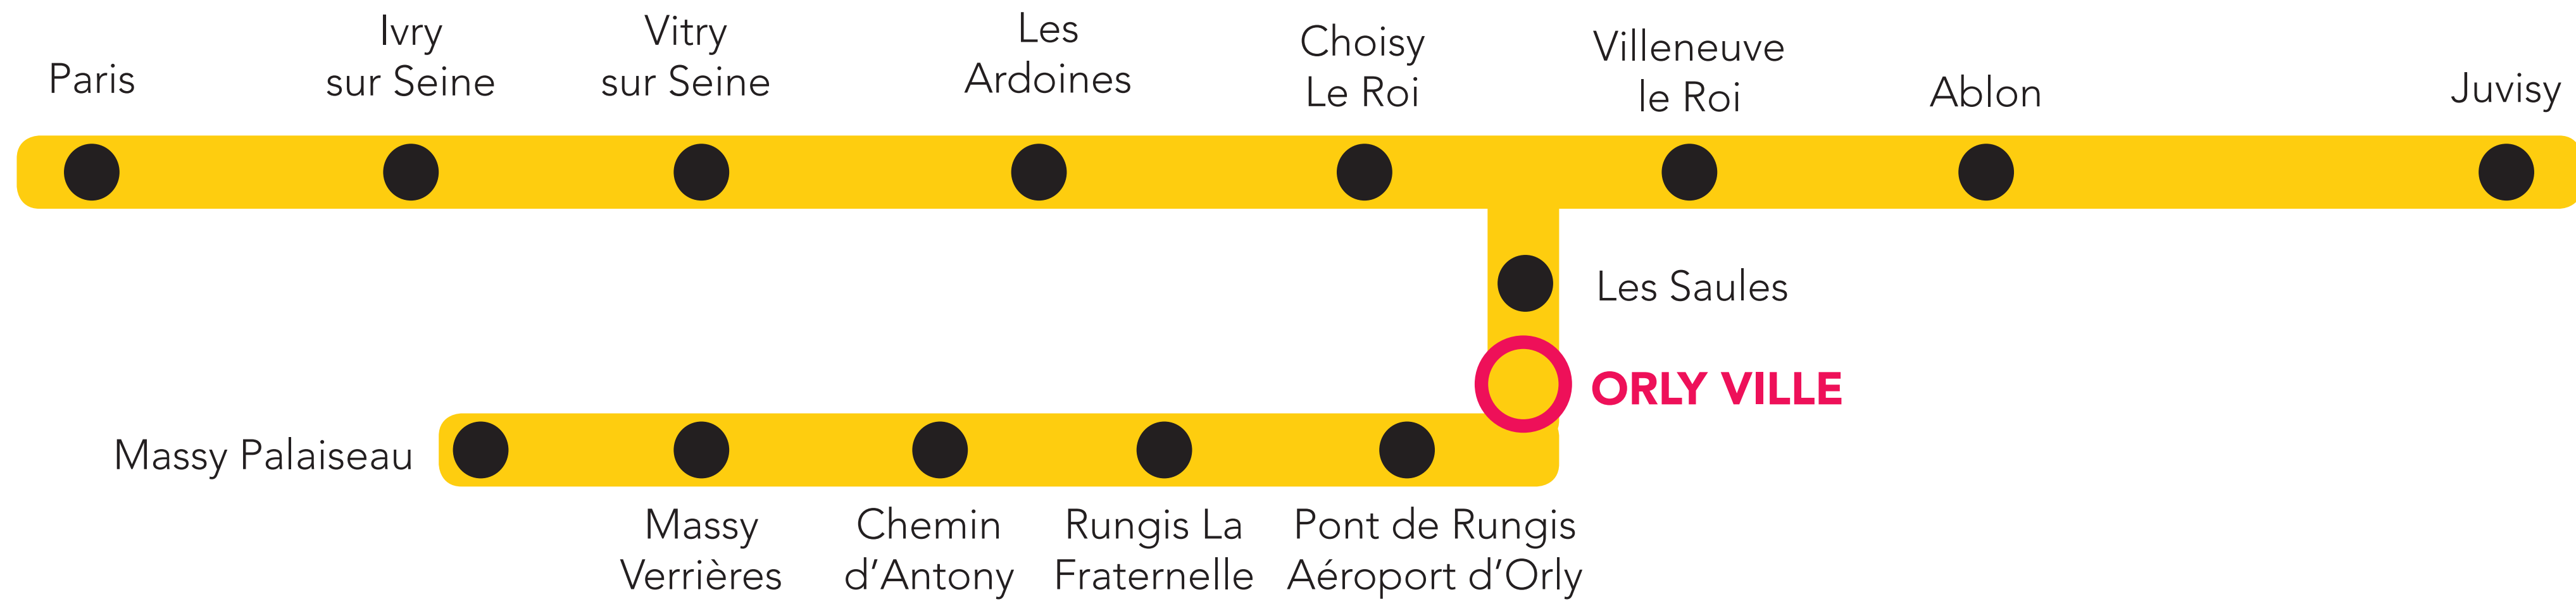 Paris
Ivry
sur Seine
Vitry
sur Seine
Les
Ardoines
Choisy
Le Roi
Villeneuve
le Roi
Ablon
Juvisy
Les Saules
ORLY VILLE
Massy Palaiseau
Massy
Verrières
Chemin
d’Antony
Rungis La
Fraternelle
Pont de Rungis
Aéroport d’Orly